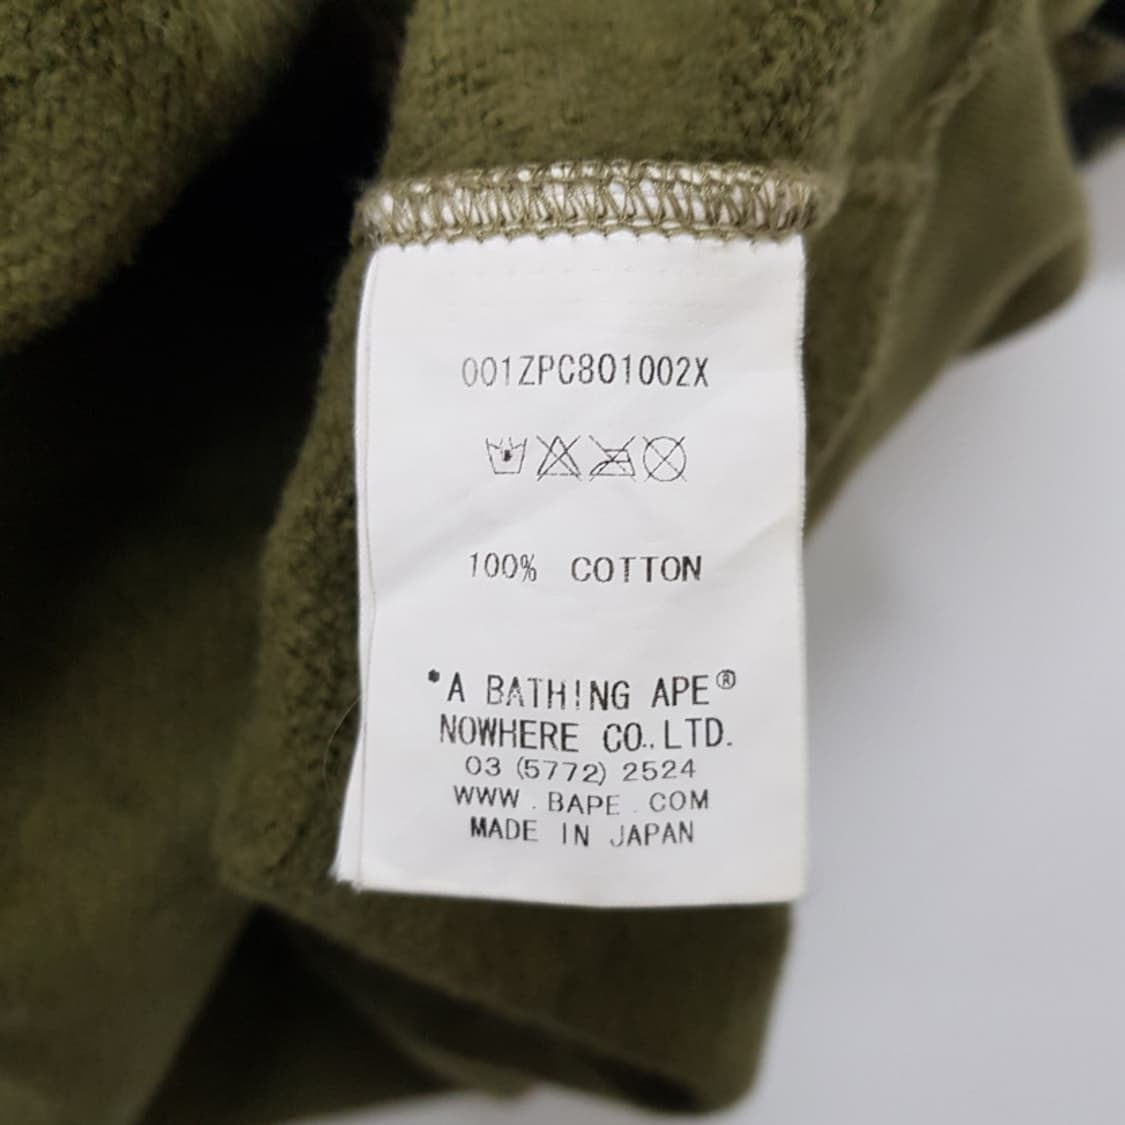 001ZPC801002X
100% COTTON
*A BATHING APE®
NOWHERE CO., LTD.
03 (5772) 2524
WWW . BAPE . COM
MADE IN JAPAN